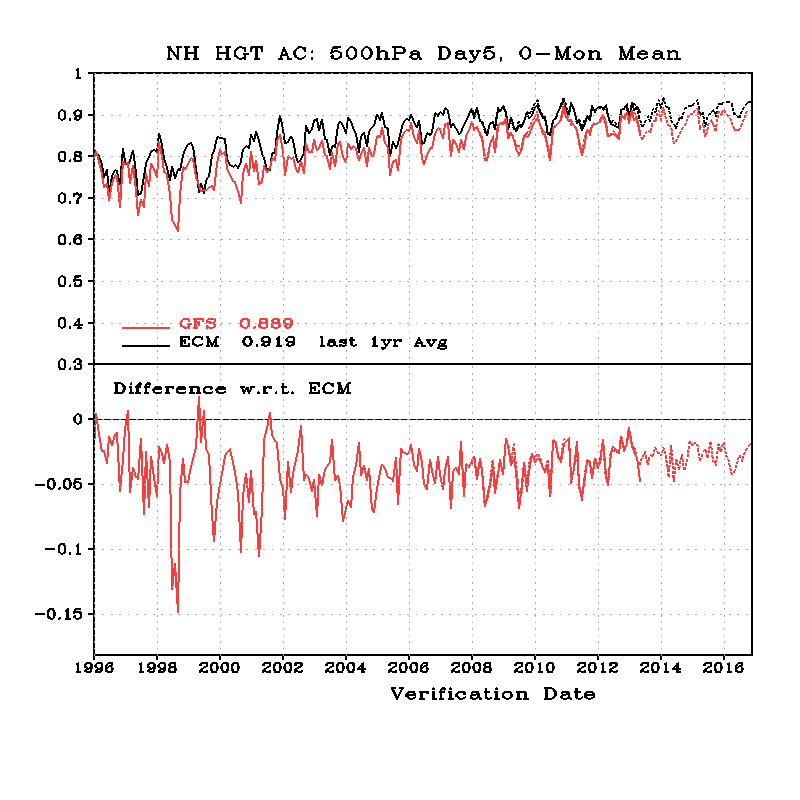 NH HGT AC: 500hPa Day5, 0-Mon Mean
1
0.9
0.8
0.7
0.6
0.5
0.4
0.3
GFS 0.889
ECM 0.919 last 1yr Avg
Difference w.r.t. ECM
0
-0.05
-0.1
-0.15
1996 1998 2000 2002 2004 2006 2008 2010 2012 2014 2016
Verification Date